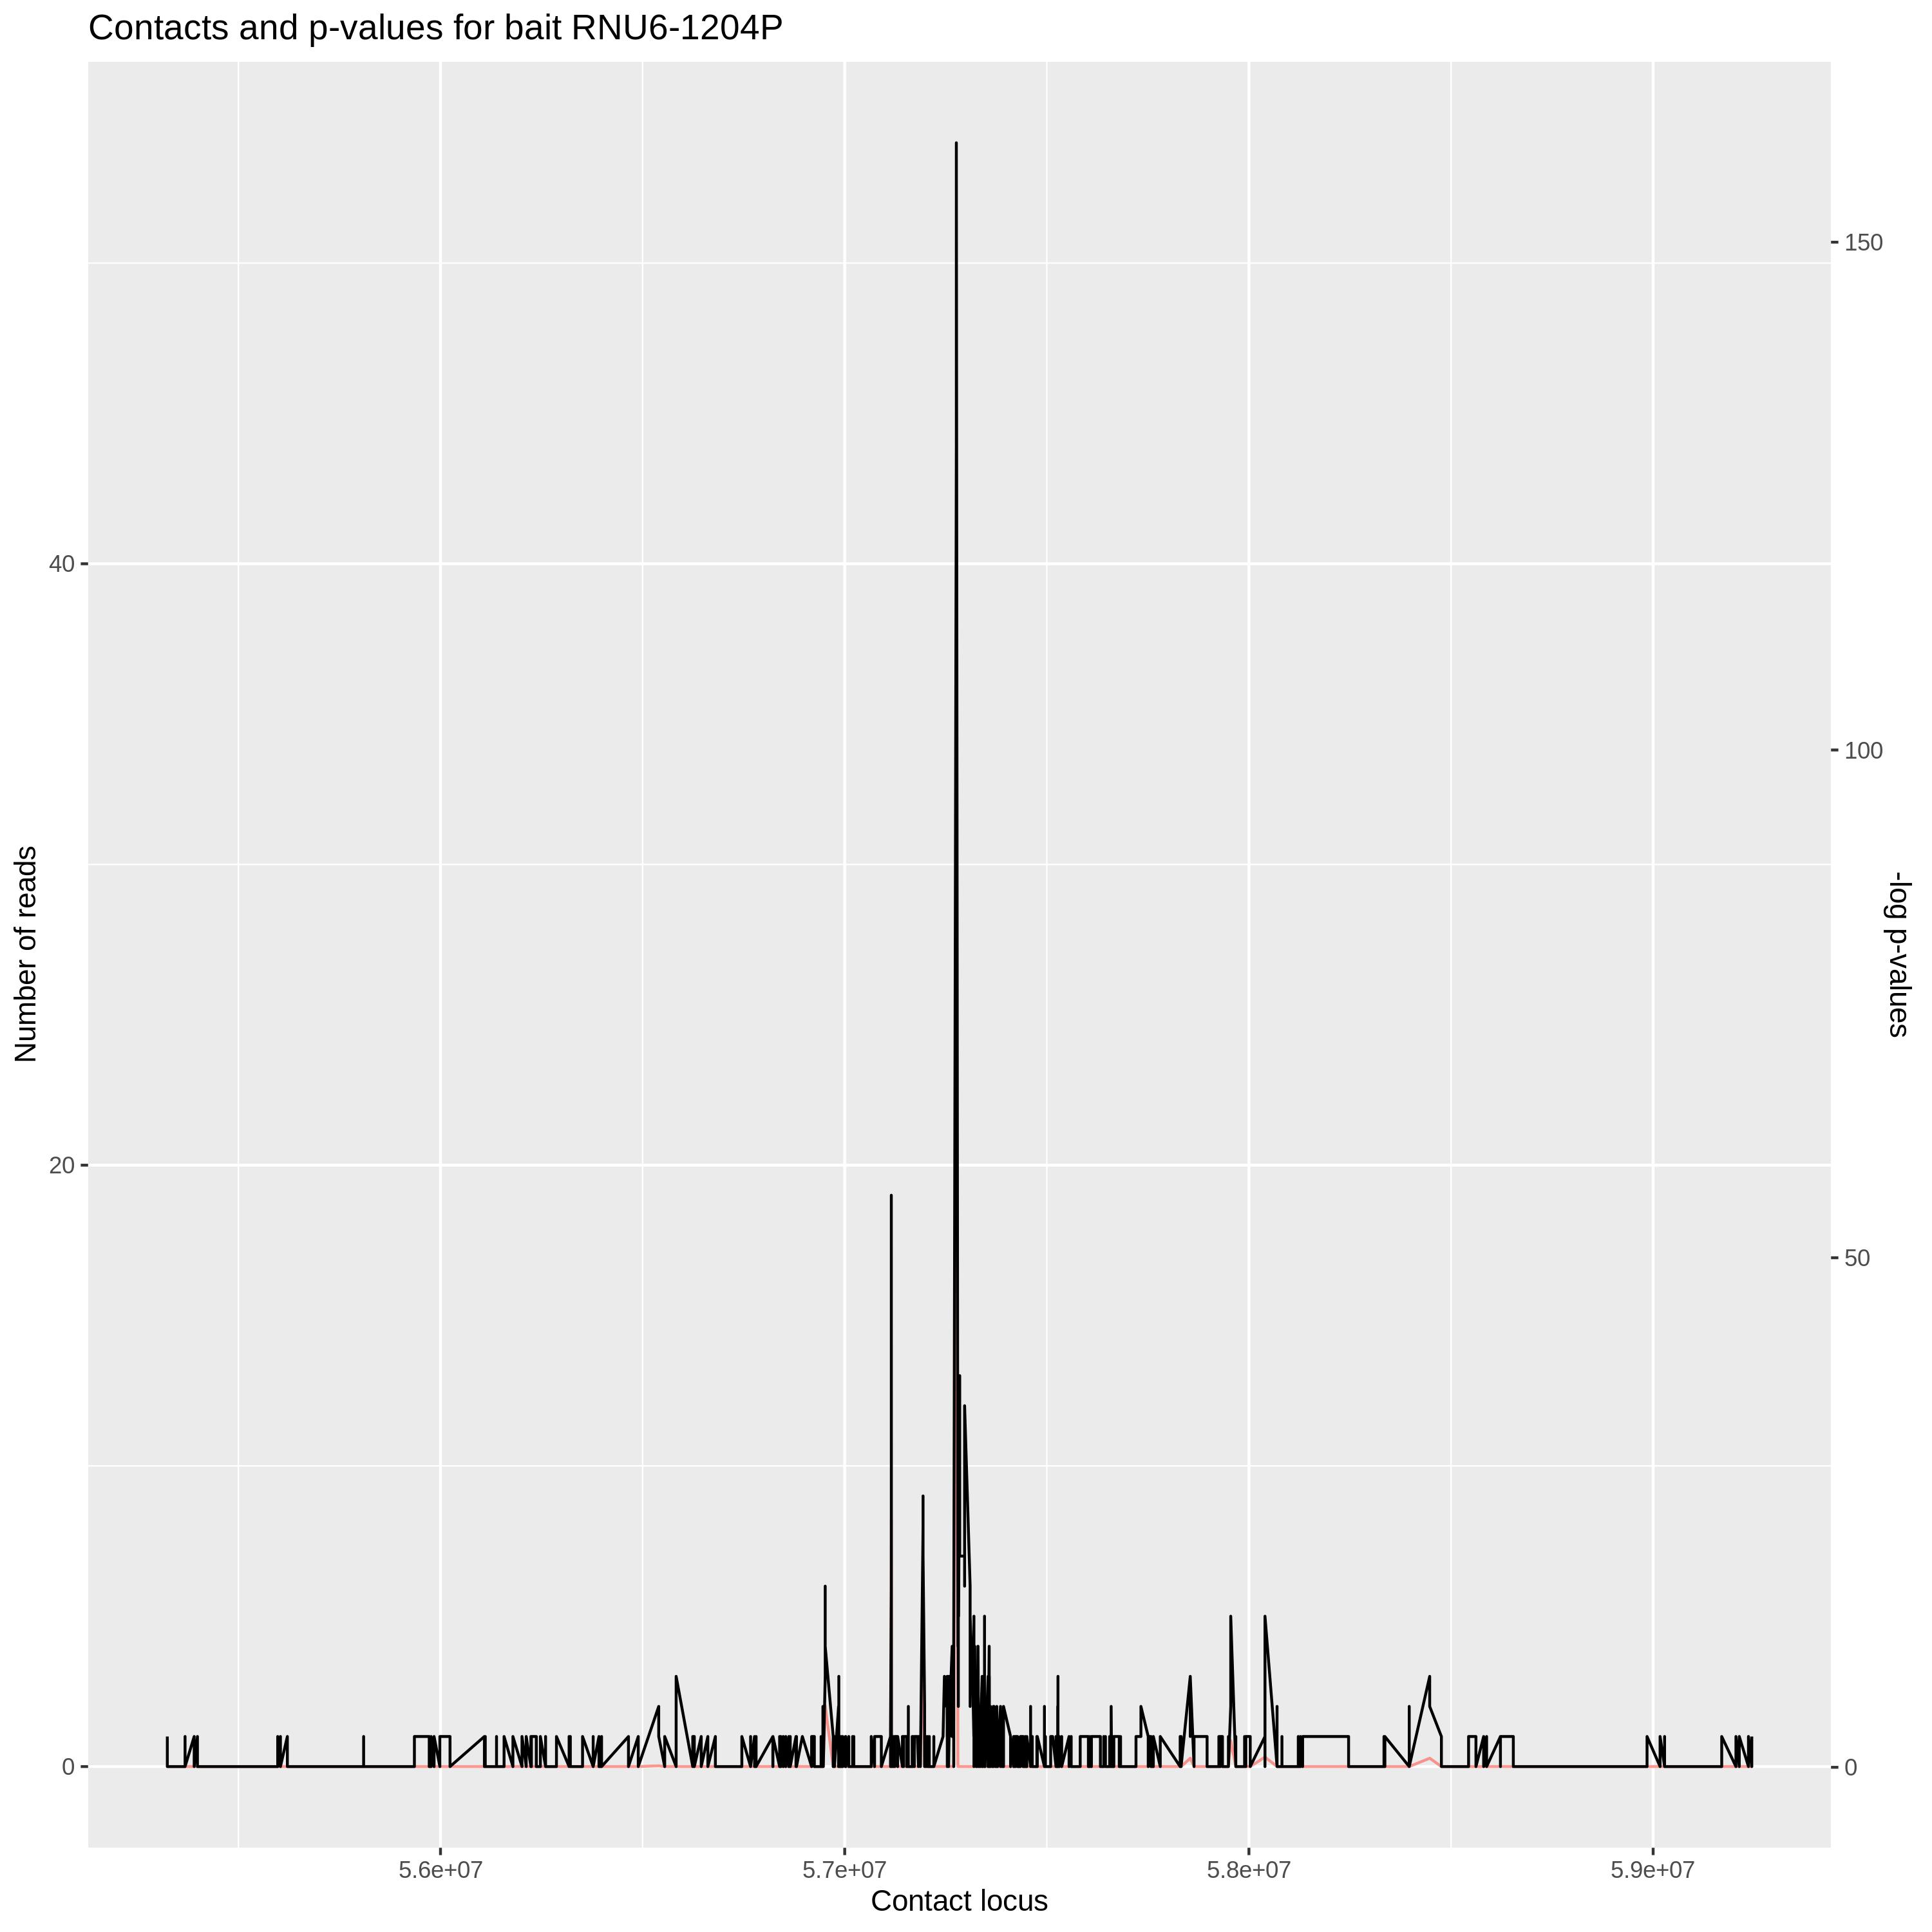 Contacts and p-values for bait RNU6-1204P
Number of reads
40
20
0
150
100
50
0
-log p-values
5.6e+07 5.7e+07 5.8e+07 5.9e+07
Contact locus